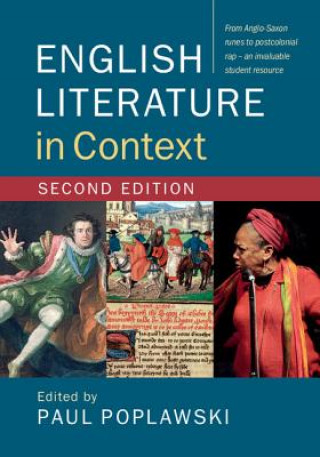 From Anglo-Saxon
runes to postcolonial
rap – an invaluable
student resource
ENGLISH
LITERATURE
in Context
SECOND EDITION
Edited by
PAUL POPLAWSKI